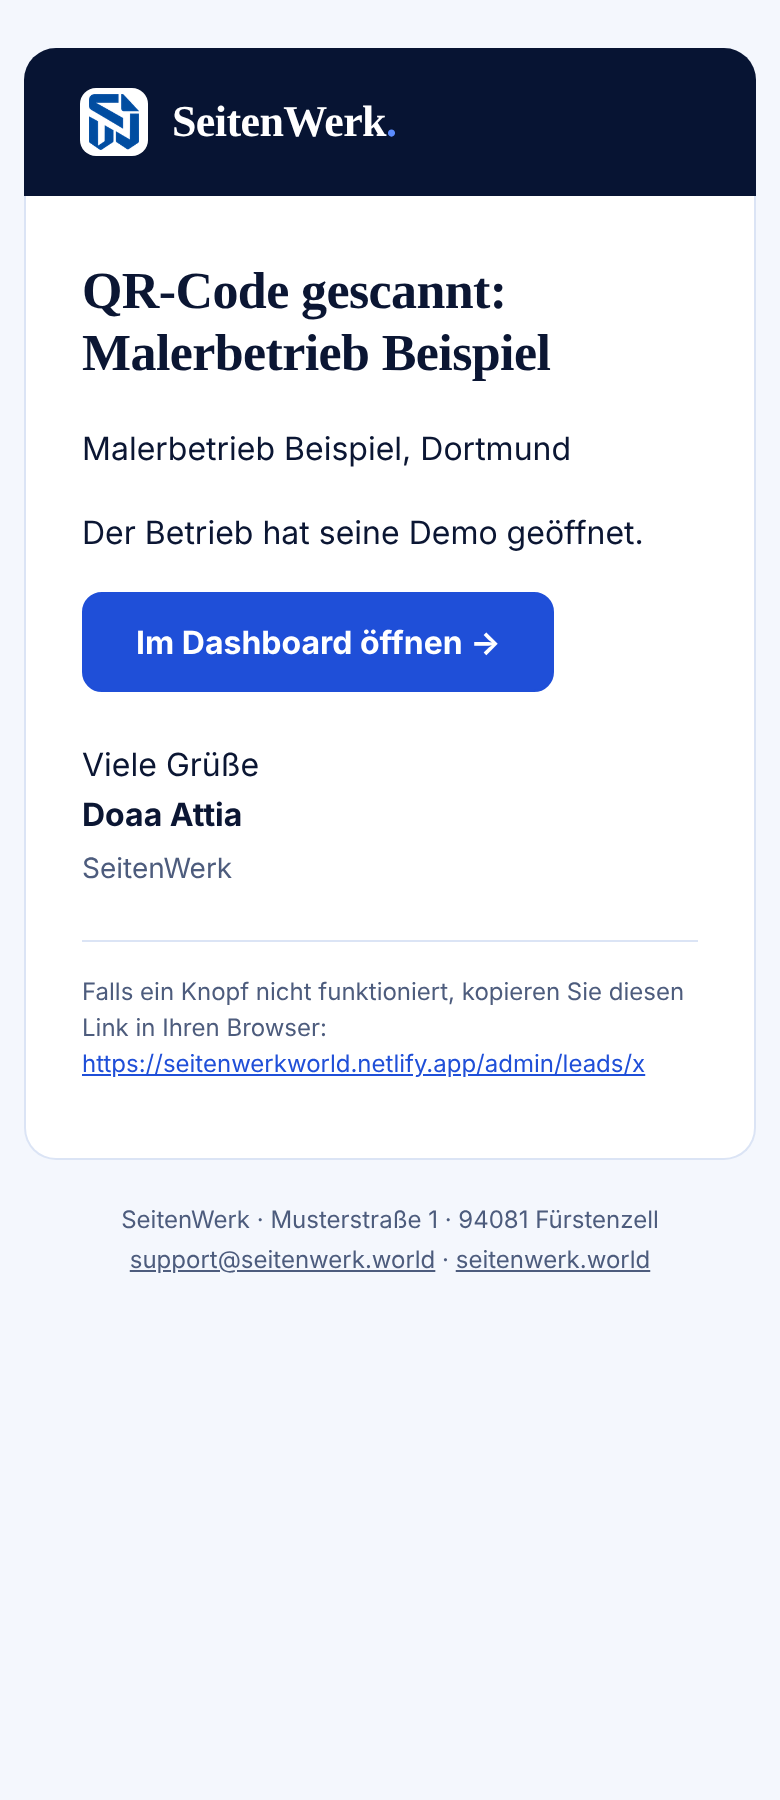 SeitenWerk.
QR-Code gescannt:
Malerbetrieb Beispiel
Malerbetrieb Beispiel, Dortmund
Der Betrieb hat seine Demo geöffnet.
Im Dashboard öffnen →
Viele Grüße
Doaa Attia
SeitenWerk
Falls ein Knopf nicht funktioniert, kopieren Sie diesen
Link in Ihren Browser:
https://seitenwerkworld.netlify.app/admin/leads/x
SeitenWerk · Musterstraße 1 · 94081 Fürstenzell
support@seitenwerk.world · seitenwerk.world